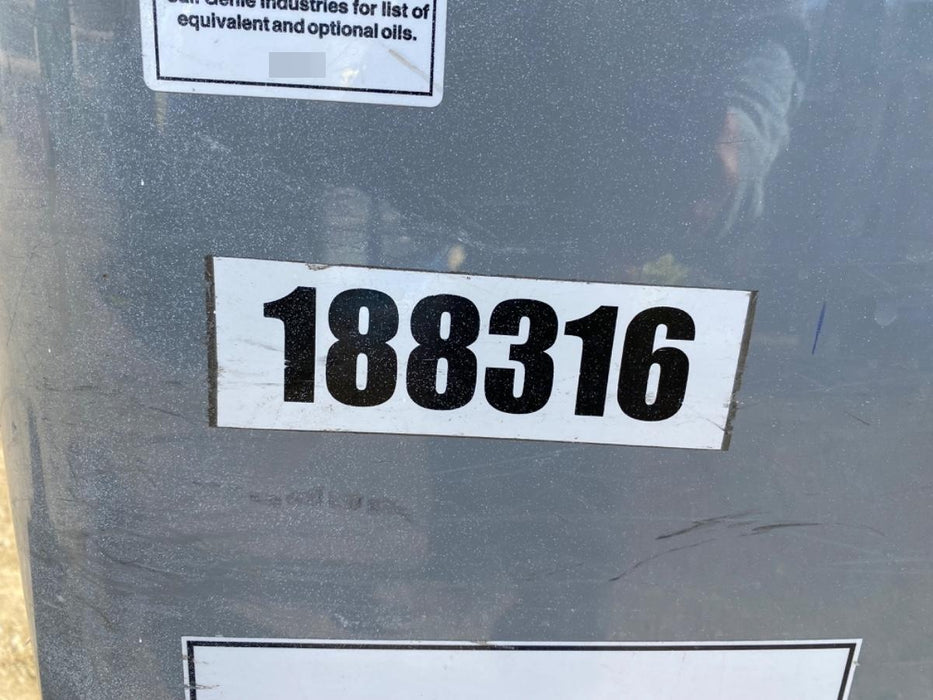 Genie Industries for list of
equivalent and optional oils.
188316